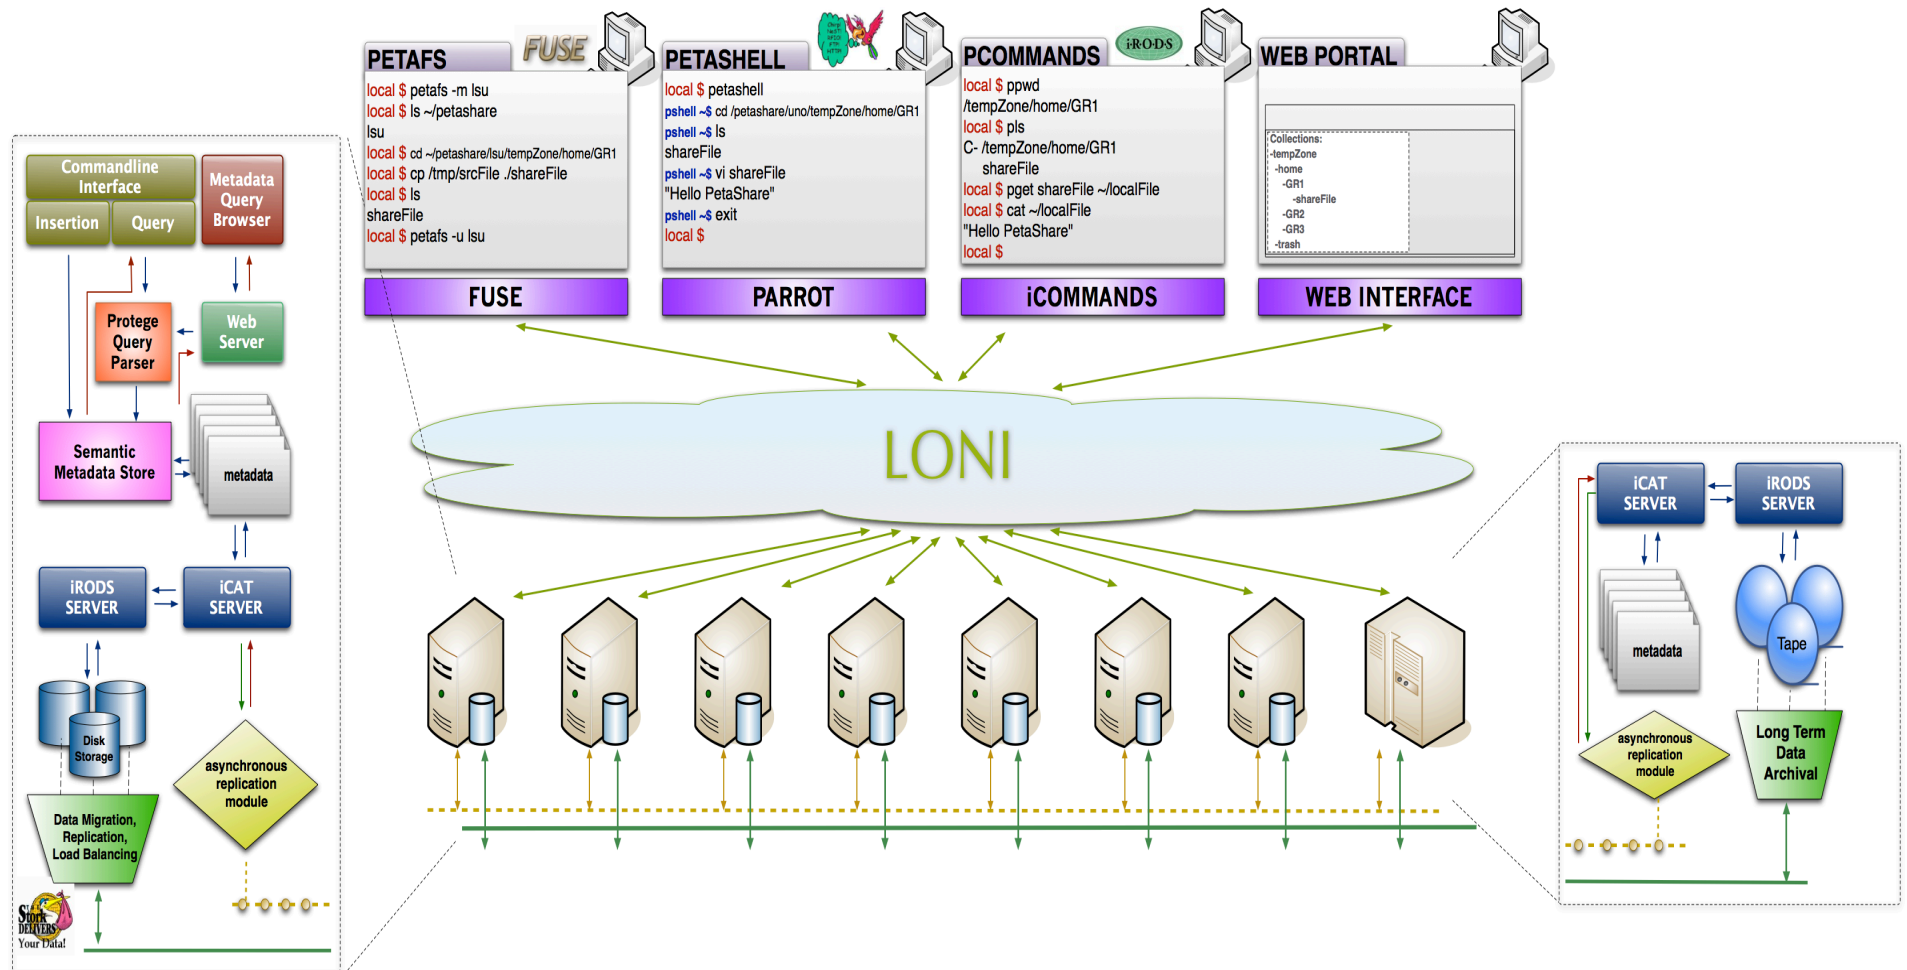 PETAFS
FUSE
local $ petafs -m lsu
local $ ls ~/petashare
lsu
local $ cd ~/petashare/lsu/tempZone/home/GR1
local $ cp /tmp/srcFile ./shareFile
local $ ls
shareFile
local $ petafs -u lsu
FUSE
PETASHELL
local $ petashell
pshell ~$ cd /petashare/uno/tempZone/home/GR1
pshell ~$ ls
shareFile
pshell ~$ vi shareFile
"Hello PetaShare"
pshell ~$ exit
local $
PARROT
PCOMMANDS
iRODS
local $ ppwd
/tempZone/home/GR1
local $ pls
C- /tempZone/home/GR1
shareFile
local $ pget shareFile ~/localFile
local $ cat ~/localFile
"Hello PetaShare"
local $
iCOMMANDS
WEB PORTAL
Collections:
-tempZone
-home
-GR1
-shareFile
-GR2
-GR3
-trash
WEB INTERFACE
LONI
Commandline
Interface
Insertion
Query
Metadata
Query
Browser
Protege
Query
Parser
Web
Server
Semantic
Metadata Store
metadata
iRODS
SERVER
iCAT
SERVER
Disk
Storage
asynchronous
replication
module
Data Migration,
Replication,
Load Balancing
Stork
DELIVERS
Your Data!
iCAT
SERVER
iRODS
SERVER
metadata
Tape
asynchronous
replication
module
Long Term
Data
Archival